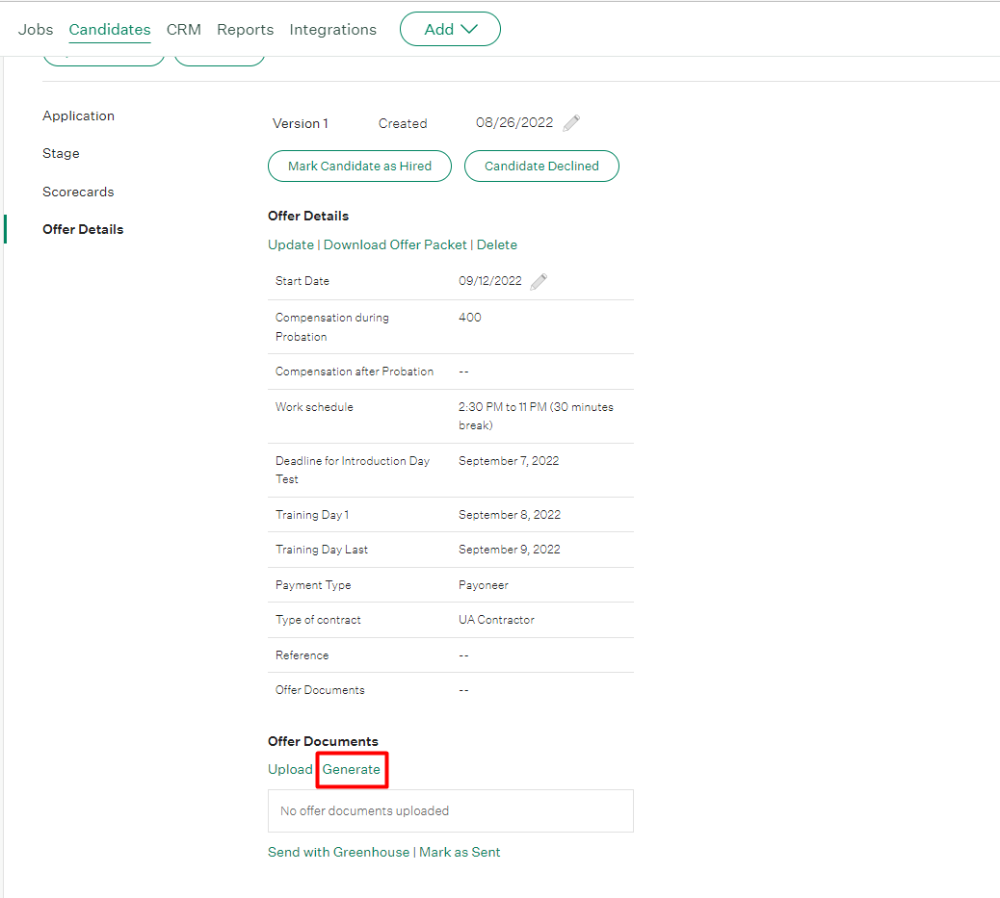 Jobs Candidates CRM Reports Integrations Add
Application
Stage
Scorecards
Offer Details
Version 1 Created 08/26/2022
Mark Candidate as Hired Candidate Declined
Offer Details
Update | Download Offer Packet | Delete
Start Date 09/12/2022
Compensation during 400
Probation
Compensation after Probation --
Work schedule 2:30 PM to 11 PM (30 minutes
break)
Deadline for Introduction Day September 7, 2022
Test
Training Day 1 September 8, 2022
Training Day Last September 9, 2022
Payment Type Payoneer
Type of contract UA Contractor
Reference --
Offer Documents --
Offer Documents
Upload Generate
No offer documents uploaded
Send with Greenhouse | Mark as Sent